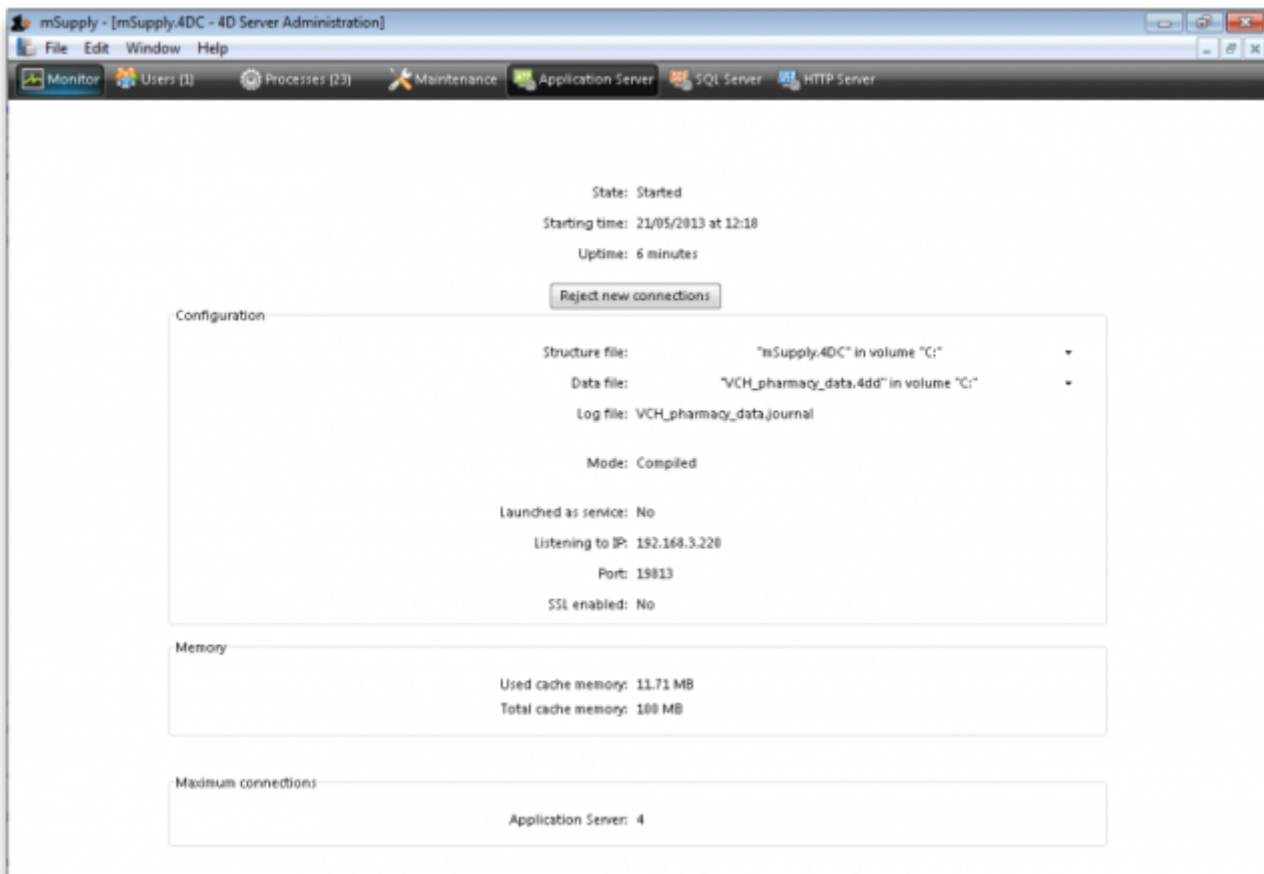 mSupply - [mSupply.4DC - 4D Server Administration]
File Edit Window Help
Monitor Users (1) Processes (23) Maintenance Application Server SQL Server HTTP Server
State: Started
Starting time: 21/05/2013 at 12:18
Uptime: 6 minutes
Reject new connections
Configuration
Structure file: "mSupply.4DC" in volume "C:"
Data file: "VCH_pharmacy_data.4dd" in volume "C:"
Log file: VCH_pharmacy_data.journal
Mode: Compiled
Launched as service: No
Listening to IP: 192.168.3.220
Port: 19813
SSL enabled: No
Memory
Used cache memory: 11.71 MB
Total cache memory: 100 MB
Maximum connections
Application Server: 4